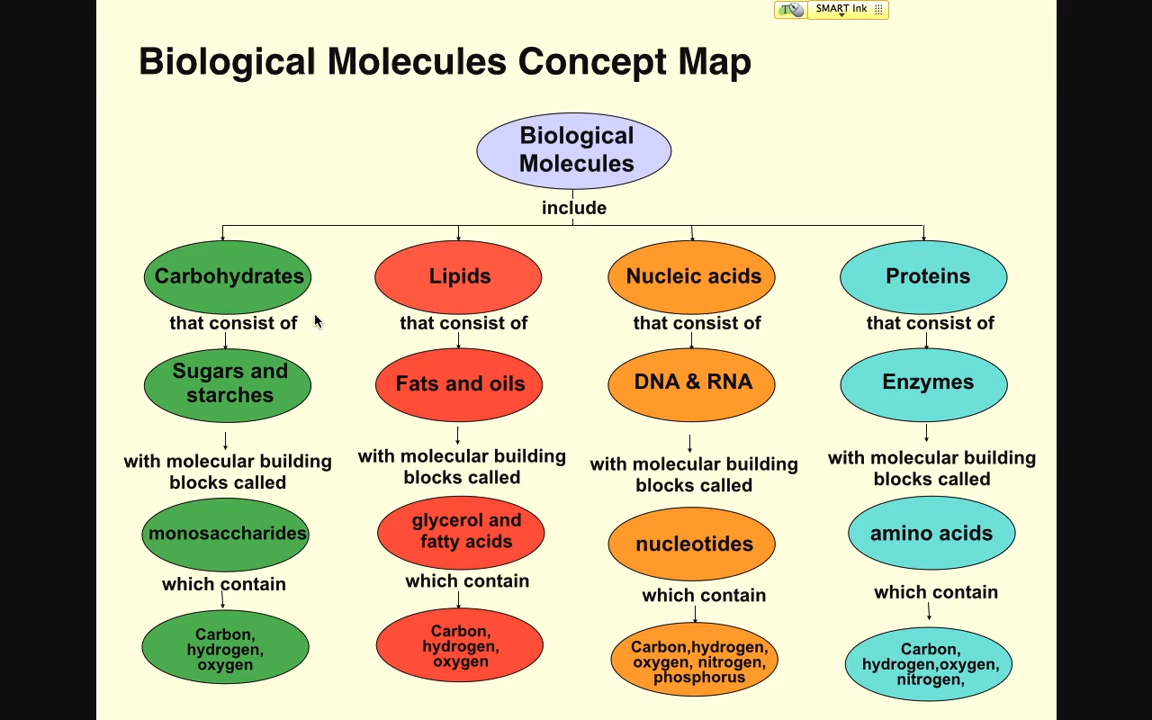 SMART Ink
Biological Molecules Concept Map
Biological
Molecules
include
Carbohydrates
Lipids
Nucleic acids
Proteins
that consist of
that consist of
that consist of
that consist of
Sugars and
starches
Fats and oils
DNA & RNA
Enzymes
with molecular building
blocks called
with molecular building
blocks called
with molecular building
blocks called
with molecular building
blocks called
monosaccharides
glycerol and
fatty acids
nucleotides
amino acids
which contain
which contain
which contain
which contain
Carbon,
hydrogen,
oxygen
Carbon,
hydrogen,
oxygen
Carbon,hydrogen,
oxygen, nitrogen,
phosphorus
Carbon,
hydrogen,oxygen,
nitrogen,